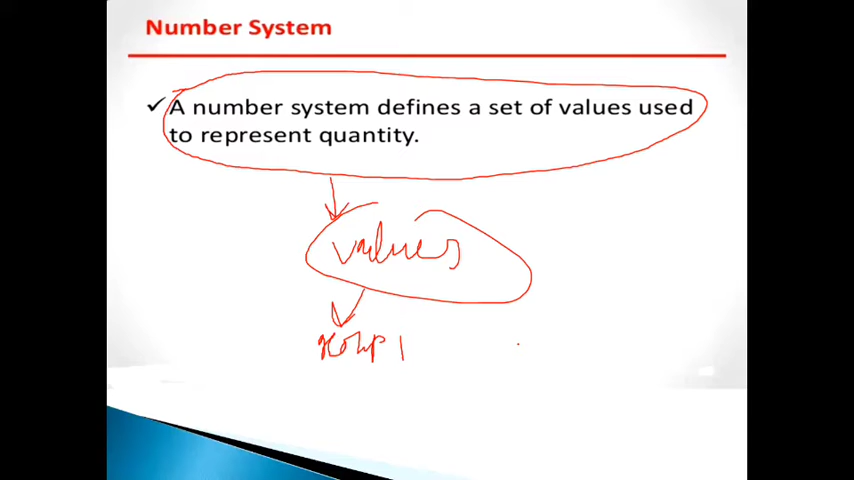 Number System
✓ A number system defines a set of values used
to represent quantity.
values